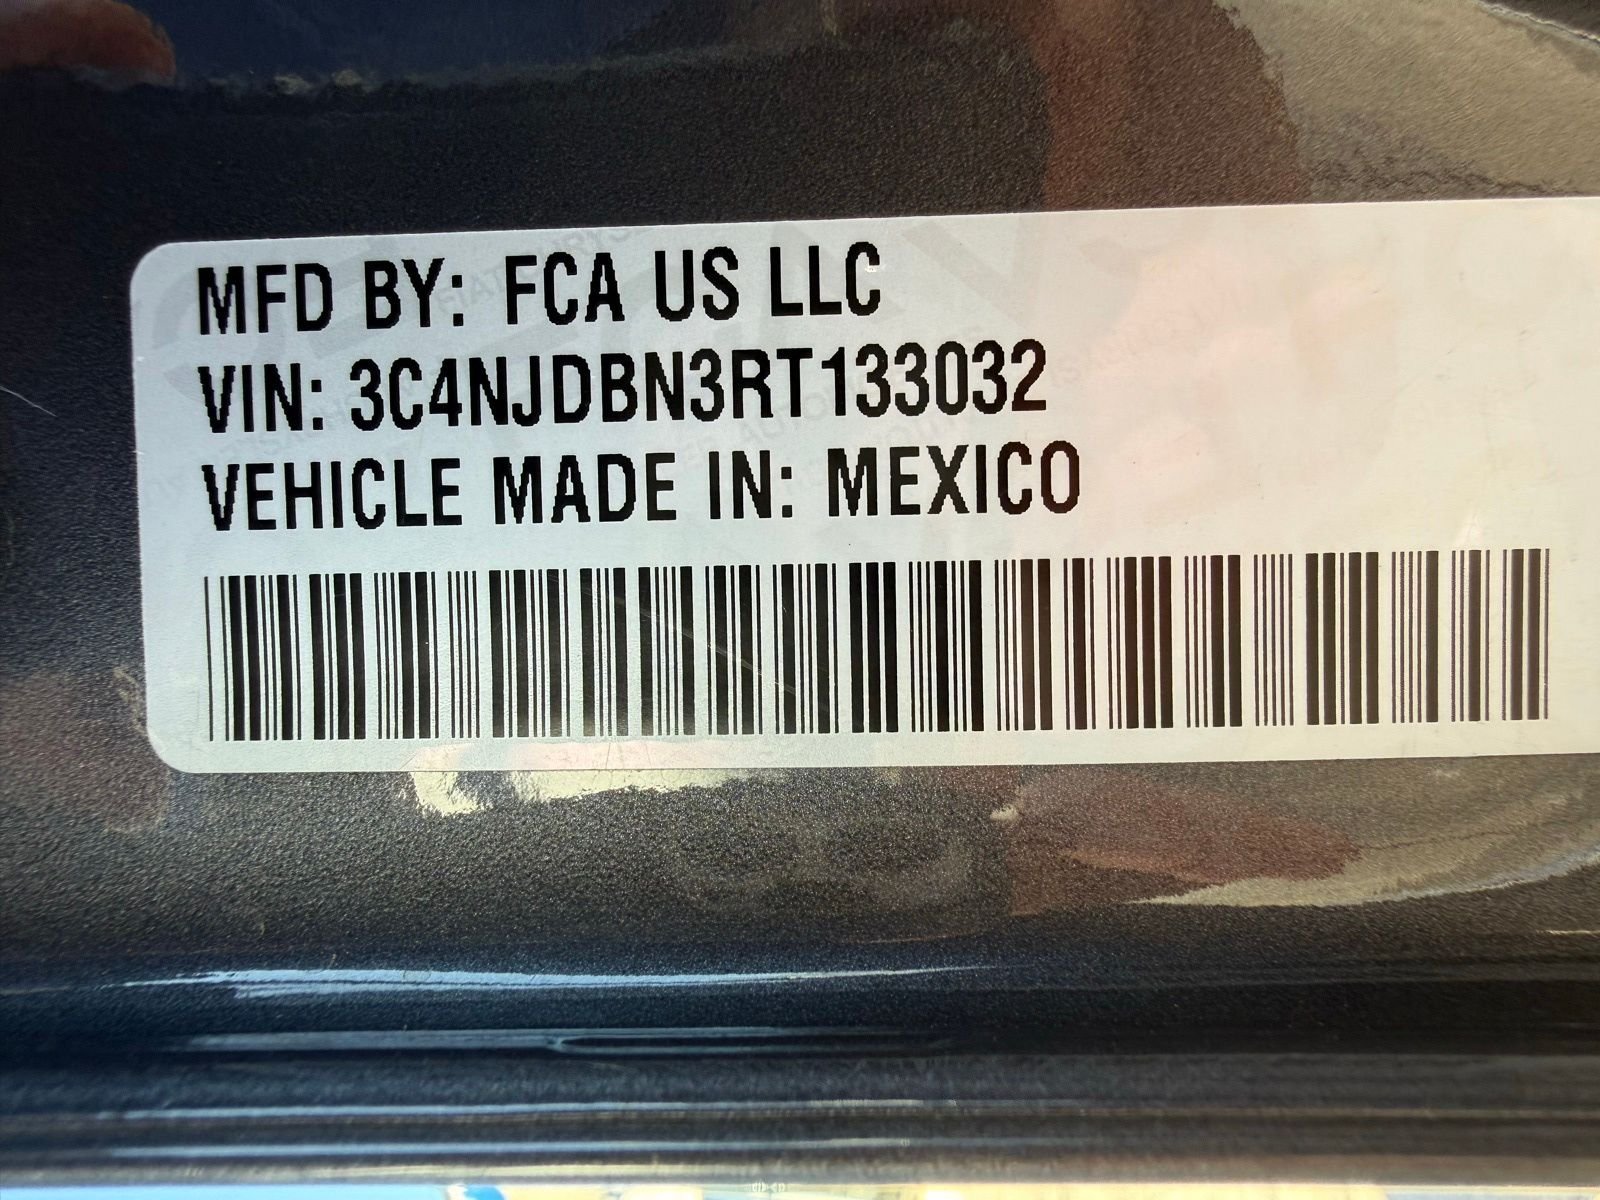 MFD BY: FCA US LLC
VIN: 3C4NJDBN3RT133032
VEHICLE MADE IN: MEXICO